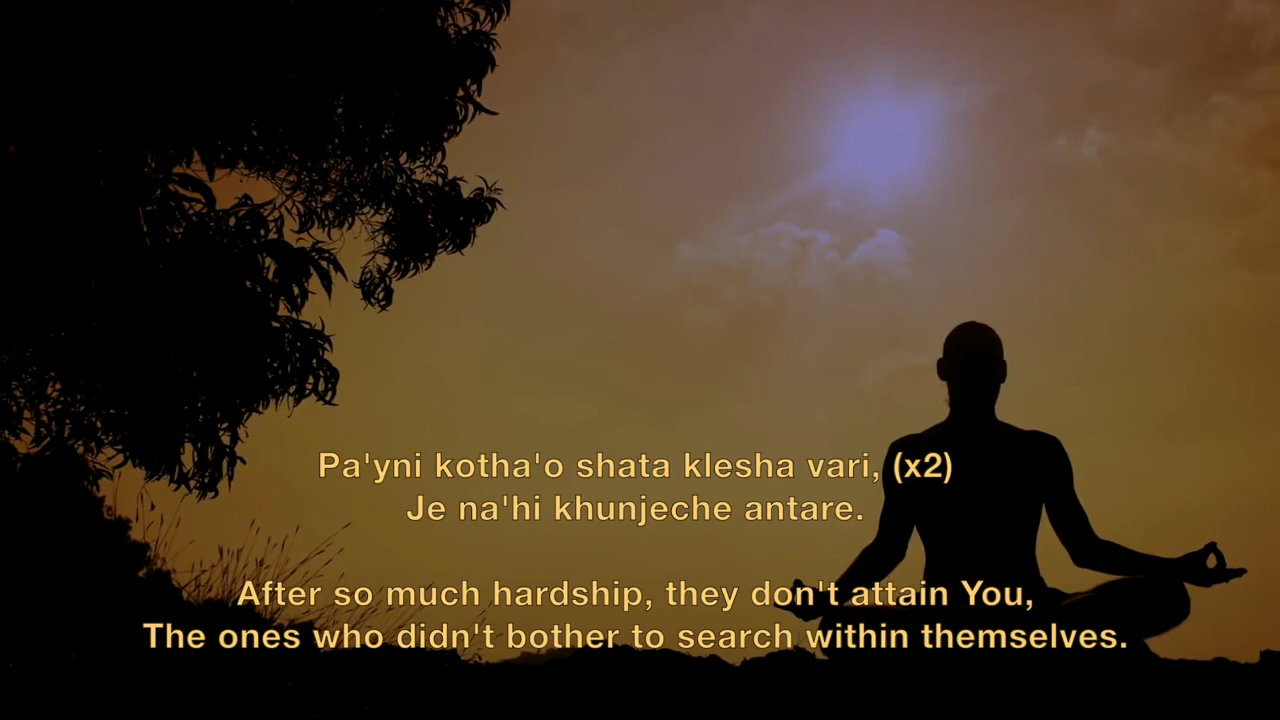 Pa'yni kotha'o shata klesha vari, (x2)
Je na'hi khunjeche antare.
After so much hardship, they don't attain You,
The ones who didn't bother to search within themselves.